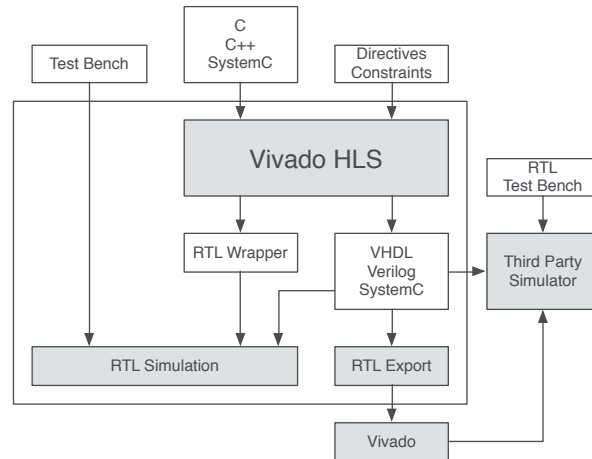 C
C++
SystemC
Test Bench
Directives
Constraints
Vivado HLS
RTL
Test Bench
RTL Wrapper
VHDL
Verilog
SystemC
Third Party
Simulator
RTL Simulation
RTL Export
Vivado